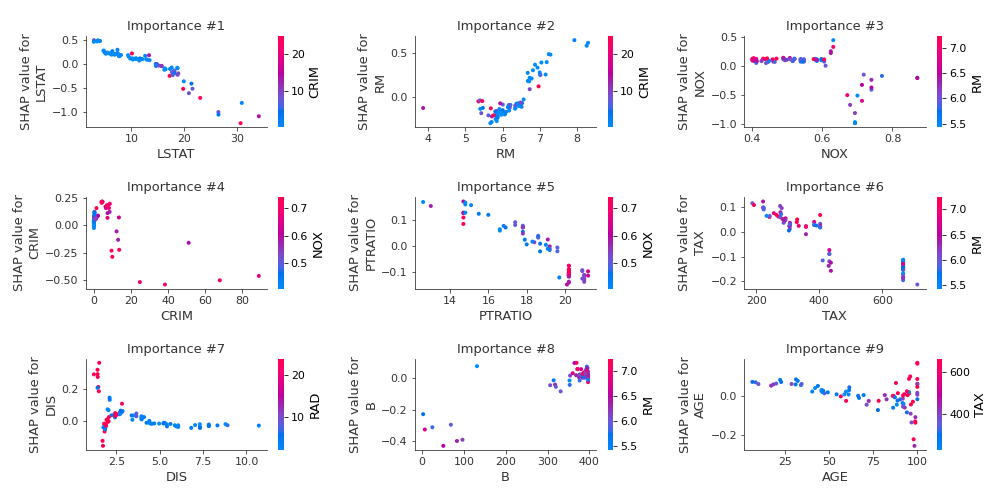 Importance #1
Importance #2
Importance #3
SHAP value for
LSTAT
0.5
0.0
−0.5
−1.0
10
20
30
LSTAT
20
10
CRIM
SHAP value for
RM
0.5
0.0
4
5
6
7
8
RM
20
10
CRIM
SHAP value for
NOX
0.5
0.0
−0.5
−1.0
0.4
0.6
0.8
NOX
7.0
6.5
6.0
5.5
RM
Importance #4
Importance #5
Importance #6
SHAP value for
CRIM
0.25
0.00
−0.25
−0.50
0
20
40
60
80
CRIM
0.7
0.6
0.5
NOX
SHAP value for
PTRATIO
0.1
0.0
−0.1
14
16
18
20
PTRATIO
0.7
0.6
0.5
NOX
SHAP value for
TAX
0.1
0.0
−0.1
−0.2
200
400
600
TAX
7.0
6.5
6.0
5.5
RM
Importance #7
Importance #8
Importance #9
SHAP value for
DIS
0.2
0.0
2.5
5.0
7.5
10.0
DIS
20
10
RAD
SHAP value for
B
0.0
−0.2
−0.4
0
100
200
300
400
B
7.0
6.5
6.0
5.5
RM
SHAP value for
AGE
0.0
−0.2
25
50
75
100
AGE
600
400
TAX